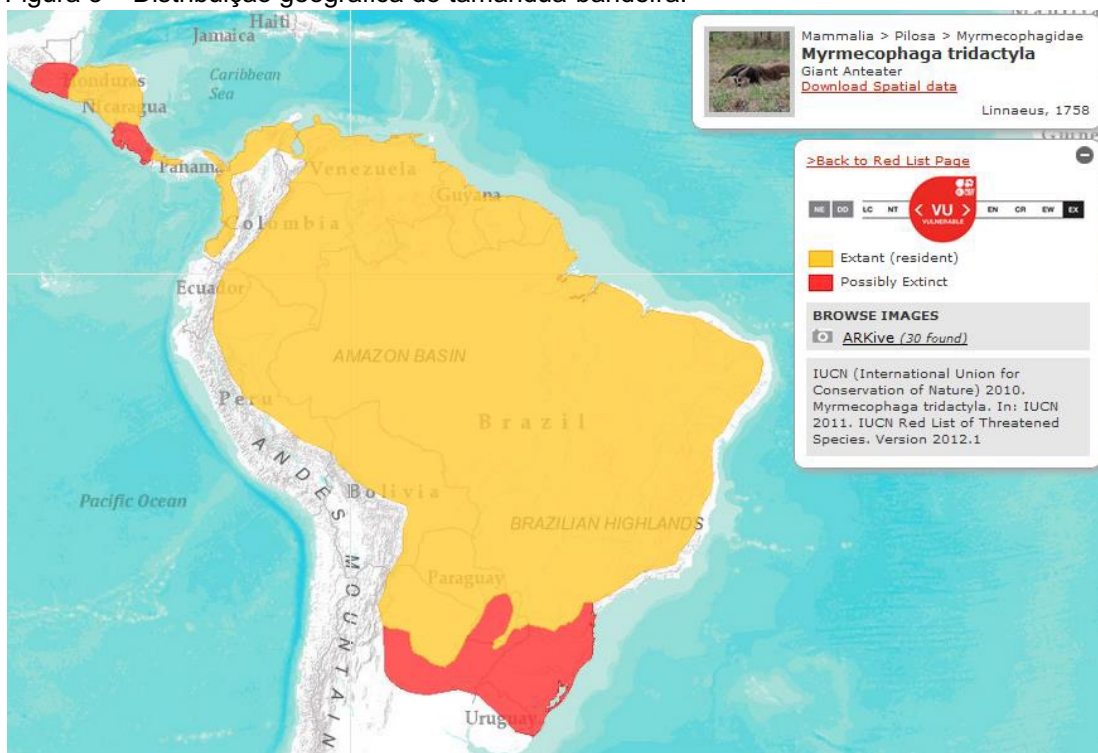 Figura 3 – Distribuição geográfica do tamanduá-bandeira.
Haiti
Jamaica
Mammalia > Pilosa > Myrmecophagidae
Myrmecophaga tridactyla
Giant Anteater
Download Spatial data
Linnaeus, 1758
Honduras
Caribbean
Sea
Nicaragua
Panama
Venezuela
Guyana
Colombia
Ecuador
AMAZON BASIN
Peru
Brazil
ANDES MOUNTAIN
Bolivia
Pacific Ocean
BRAZILIAN HIGHLANDS
Paraguay
Uruguay
>Back to Red List Page
NE DD LC NT < VU > EN CR EW EX
VULNERABLE
Extant (resident)
Possibly Extinct
BROWSE IMAGES
ARKive (30 found)
IUCN (International Union for
Conservation of Nature) 2010.
Myrmecophaga tridactyla. In: IUCN
2011. IUCN Red List of Threatened
Species. Version 2012.1